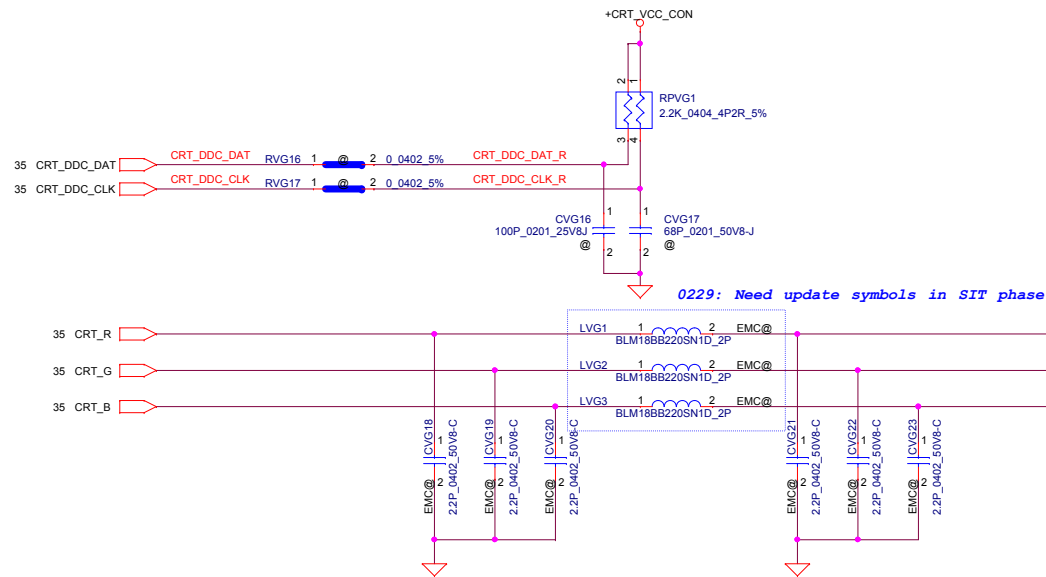 +CRT_VCC_CON
2 1
RPVG1
2.2K_0404_4P2R_5%
3 4
35 CRT_DDC_DAT CRT_DDC_DAT RVG16 1 @ 2 0_0402_5% CRT_DDC_DAT_R
35 CRT_DDC_CLK CRT_DDC_CLK RVG17 1 @ 2 0_0402_5% CRT_DDC_CLK_R
CVG16 1
100P_0201_25V8J
@ 2
1 CVG17
68P_0201_50V8-J
2 @
0229: Need update symbols in SIT phase
35 CRT_R LVG1 1 2 EMC@
BLM18BB220SN1D_2P
35 CRT_G LVG2 1 2 EMC@
BLM18BB220SN1D_2P
35 CRT_B LVG3 1 2 EMC@
BLM18BB220SN1D_2P
CVG18 1
EMC@ 2
2.2P_0402_50V8-C
CVG19 1
EMC@ 2
2.2P_0402_50V8-C
CVG20 1
EMC@ 2
2.2P_0402_50V8-C
CVG21 1
EMC@ 2
2.2P_0402_50V8-C
CVG22 1
EMC@ 2
2.2P_0402_50V8-C
CVG23 1
EMC@ 2
2.2P_0402_50V8-C